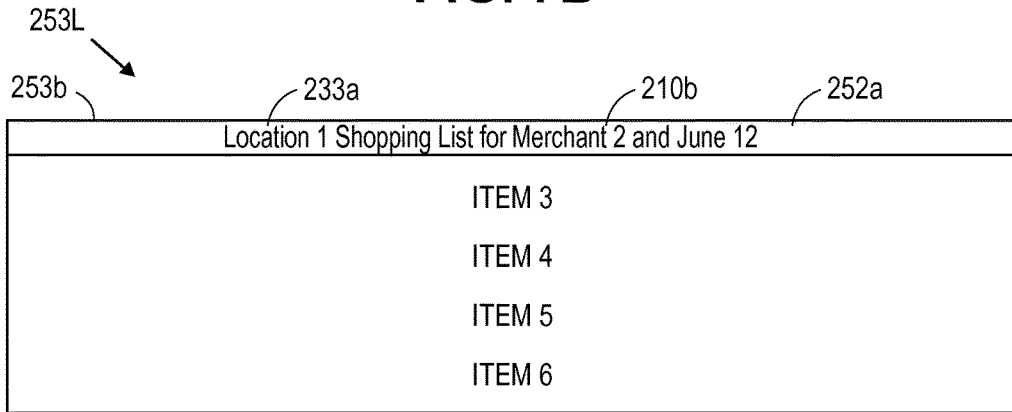 253L
253b 233a 210b 252a
Location 1 Shopping List for Merchant 2 and June 12
ITEM 3
ITEM 4
ITEM 5
ITEM 6